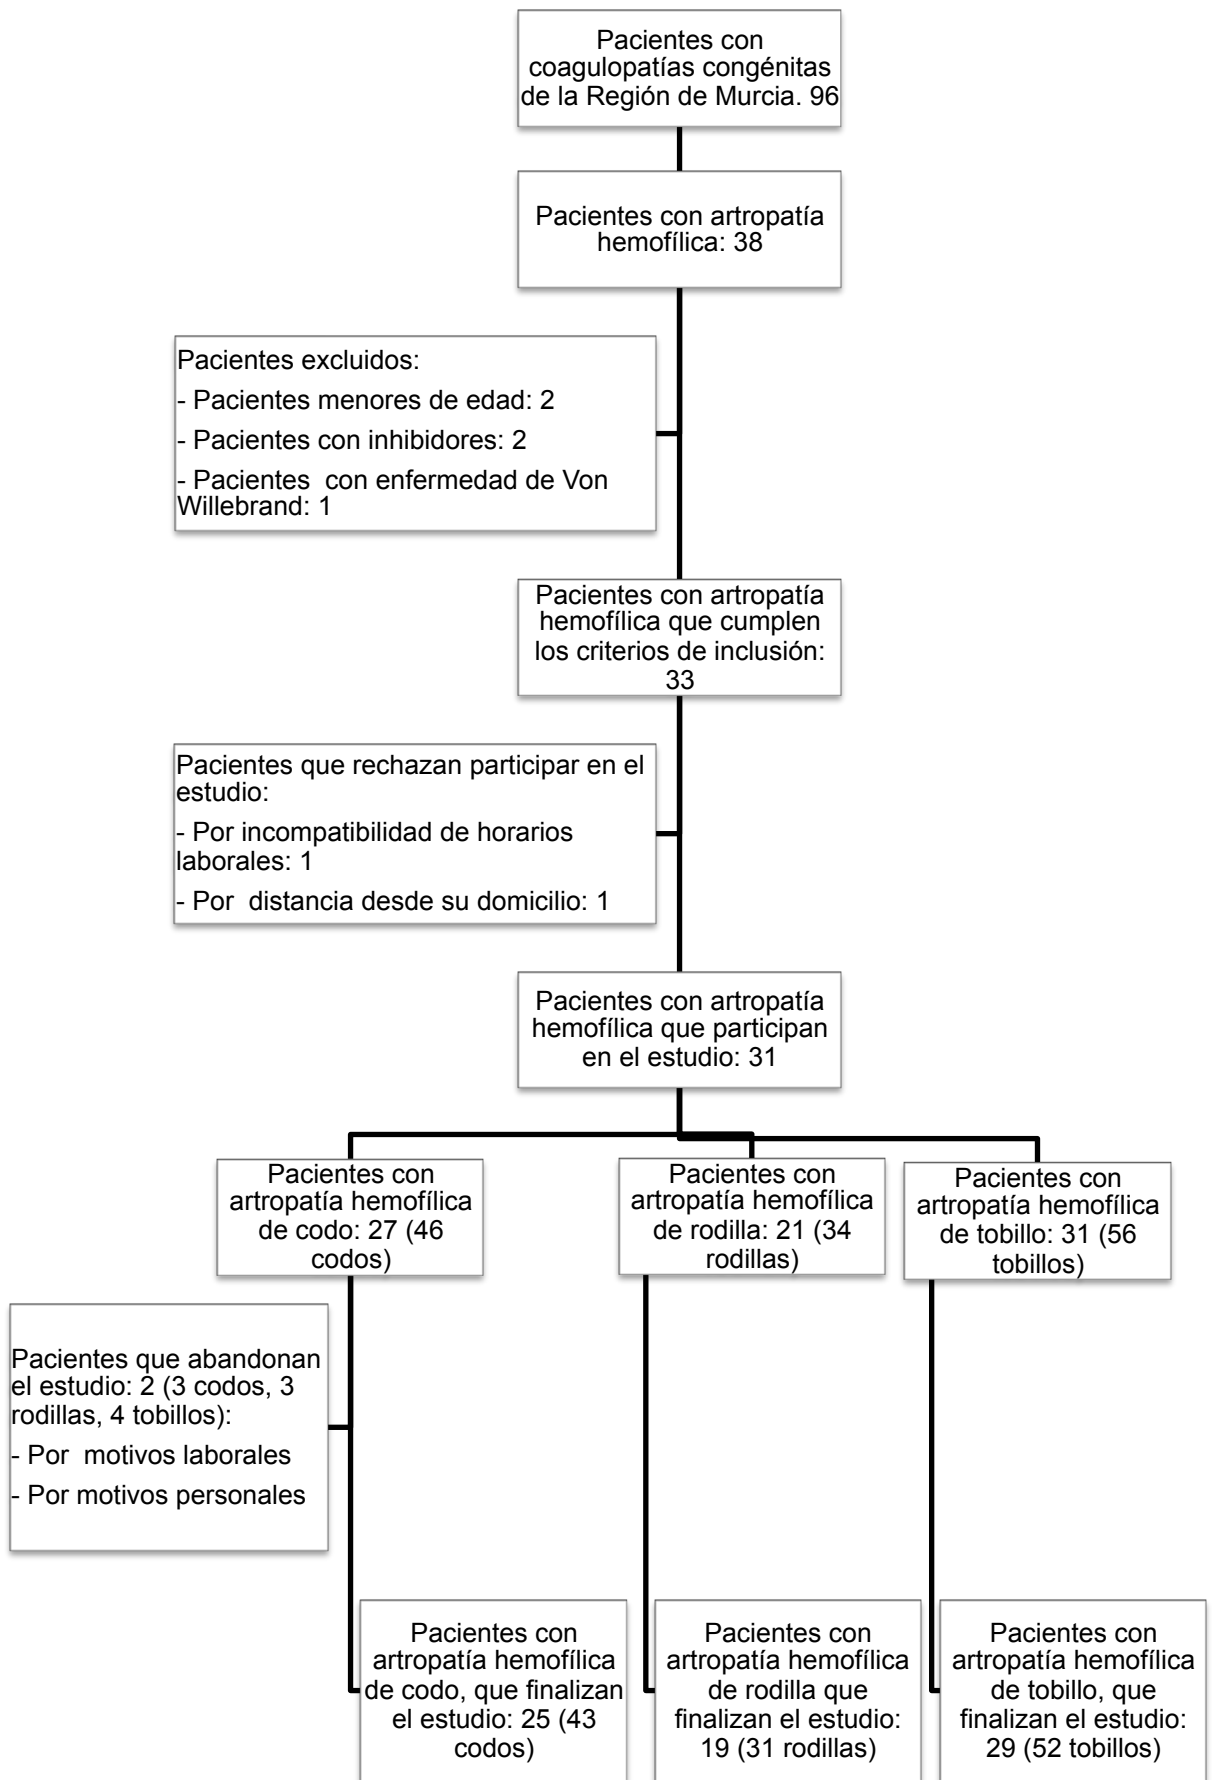 Pacientes con
coagulopatías congénitas
de la Región de Murcia. 96
Pacientes con artropatía
hemofílica: 38
Pacientes excluidos:
- Pacientes menores de edad: 2
- Pacientes con inhibidores: 2
- Pacientes  con enfermedad de Von
Willebrand: 1
Pacientes con artropatía
hemofílica que cumplen
los criterios de inclusión:
33
Pacientes que rechazan participar en el
estudio:
- Por incompatibilidad de horarios
laborales: 1
- Por  distancia desde su domicilio: 1
Pacientes con artropatía
hemofílica que participan
en el estudio: 31
Pacientes con
artropatía hemofílica
de codo: 27 (46
codos)
Pacientes con
artropatía hemofílica
de rodilla: 21 (34
rodillas)
Pacientes con
artropatía hemofílica
de tobillo: 31 (56
tobillos)
Pacientes que abandonan
el estudio: 2 (3 codos, 3
rodillas, 4 tobillos):
- Por  motivos laborales
- Por motivos personales
Pacientes con
artropatía hemofílica
de codo, que finalizan
el estudio: 25 (43
codos)
Pacientes con
artropatía hemofílica
de rodilla que
finalizan el estudio:
19 (31 rodillas)
Pacientes con
artropatía hemofílica
de tobillo, que
finalizan el estudio:
29 (52 tobillos)